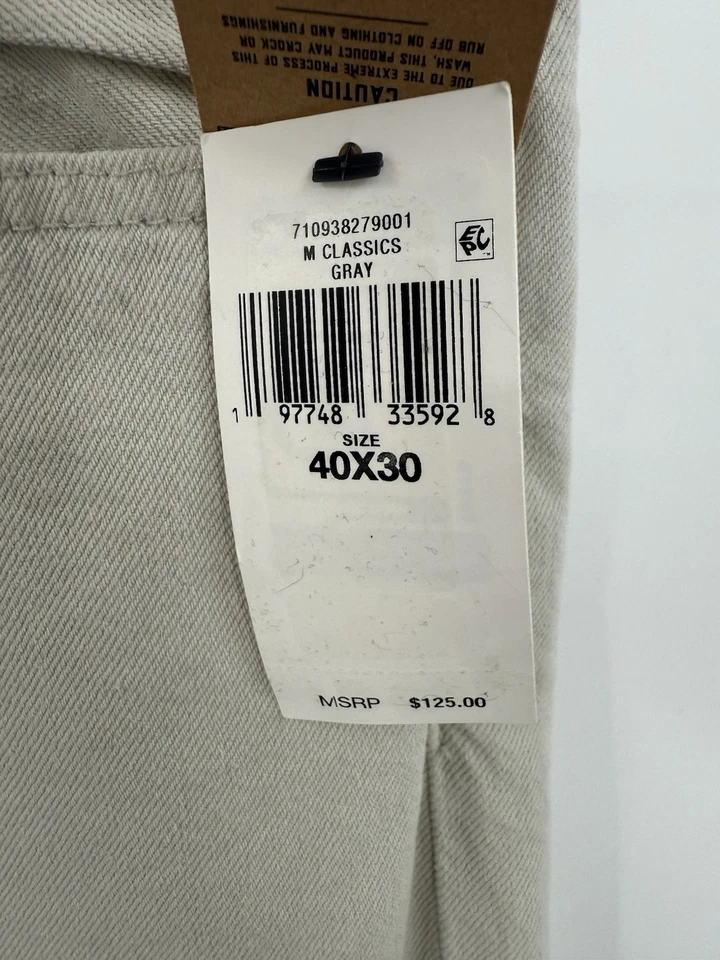 CAUTION
DUE TO THE EXTREME PROCESS OF THIS
WASH, THIS PRODUCT MAY CROCK OR
RUB OFF ON CLOTHING AND FURNISHINGS
710938279001
M CLASSICS
GRAY
EPC
1 97748 33592 8
SIZE
40X30
MSRP $125.00